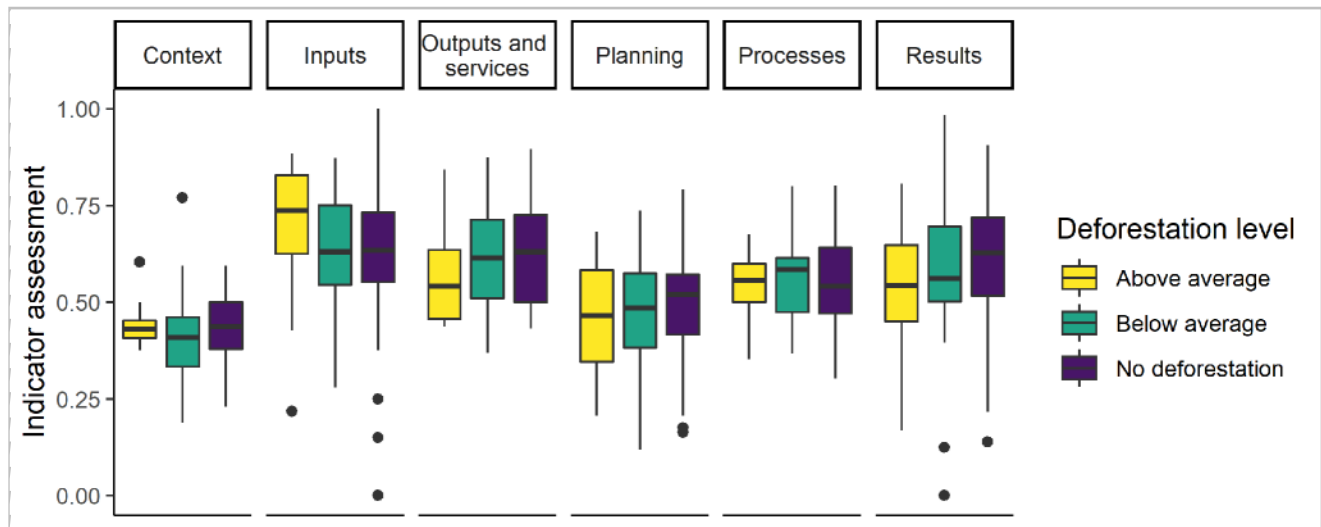 Context
Inputs
Outputs and
services
Planning
Processes
Results
Indicator assessment
1.00
0.75
0.50
0.25
0.00
Deforestation level
Above average
Below average
No deforestation